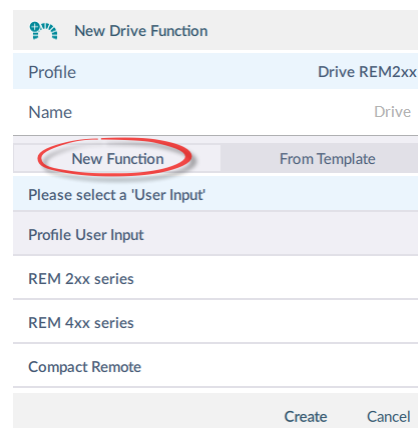 New Drive Function
Profile Drive REM2xx
Name Drive
New Function From Template
Please select a 'User Input'
Profile User Input
REM 2xx series
REM 4xx series
Compact Remote
Create Cancel